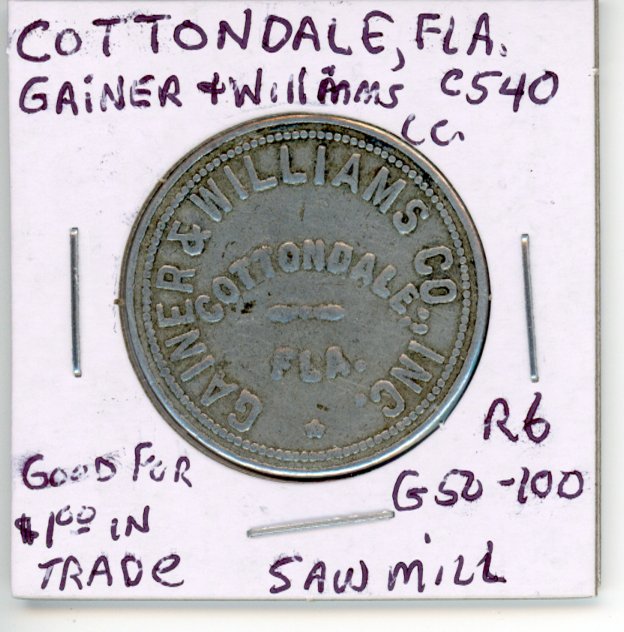 COTTONDALE, FLA.
GAINER & WILLIAMS C540
CO.
GAINER & WILLIAMS CO., INC.
COTTONDALE,
FLA.
R6
GOOD FOR
G50-100
$1.00 IN
TRADE
SAW MILL